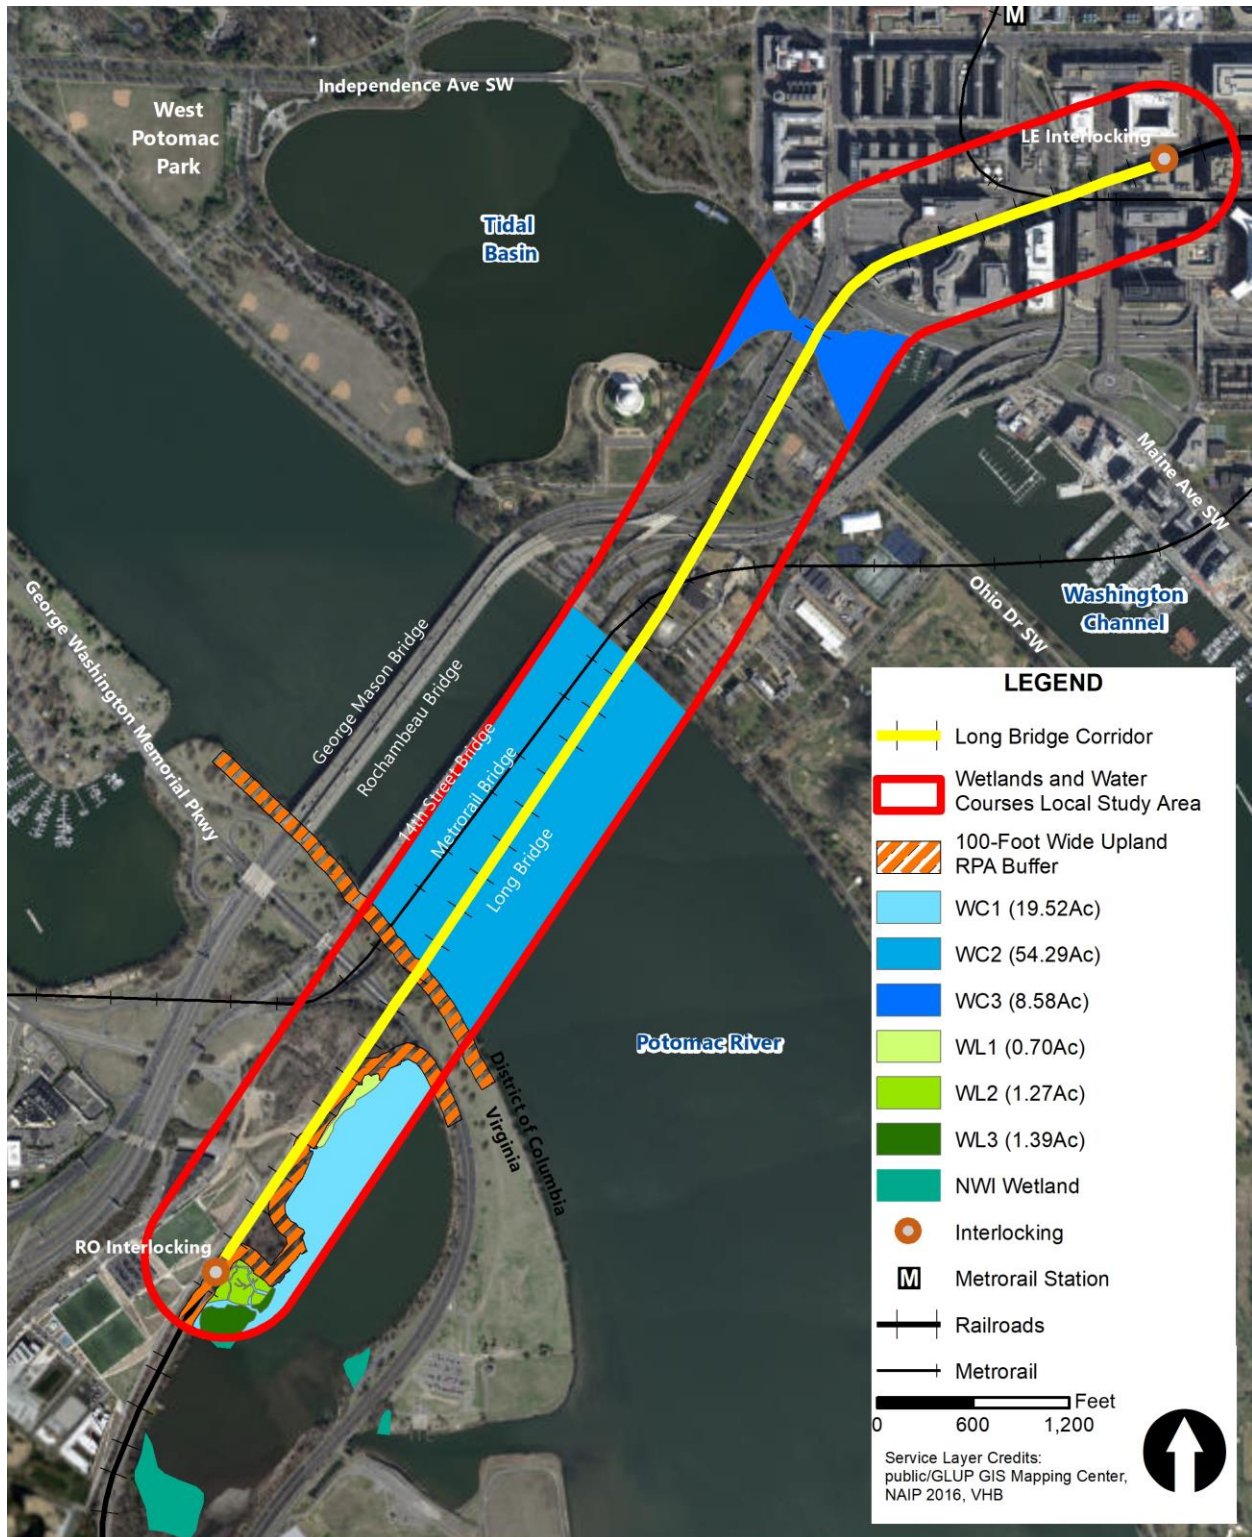 M
Independence Ave SW
West
Potomac
Park
LE Interlocking
Tidal
Basin
Maine Ave SW
George Washington Memorial Pkwy
George Mason Bridge
Rochambeau Bridge
14th Street Bridge
Metrorail Bridge
Long Bridge
Ohio Dr SW
Washington
Channel
Potomac River
District of Columbia
Virginia
RO Interlocking
LEGEND
Long Bridge Corridor
Wetlands and Water
Courses Local Study Area
100-Foot Wide Upland
RPA Buffer
WC1 (19.52Ac)
WC2 (54.29Ac)
WC3 (8.58Ac)
WL1 (0.70Ac)
WL2 (1.27Ac)
WL3 (1.39Ac)
NWI Wetland
Interlocking
M Metrorail Station
Railroads
Metrorail
Feet
0 600 1,200
Service Layer Credits:
public/GLUP GIS Mapping Center,
NAIP 2016, VHB